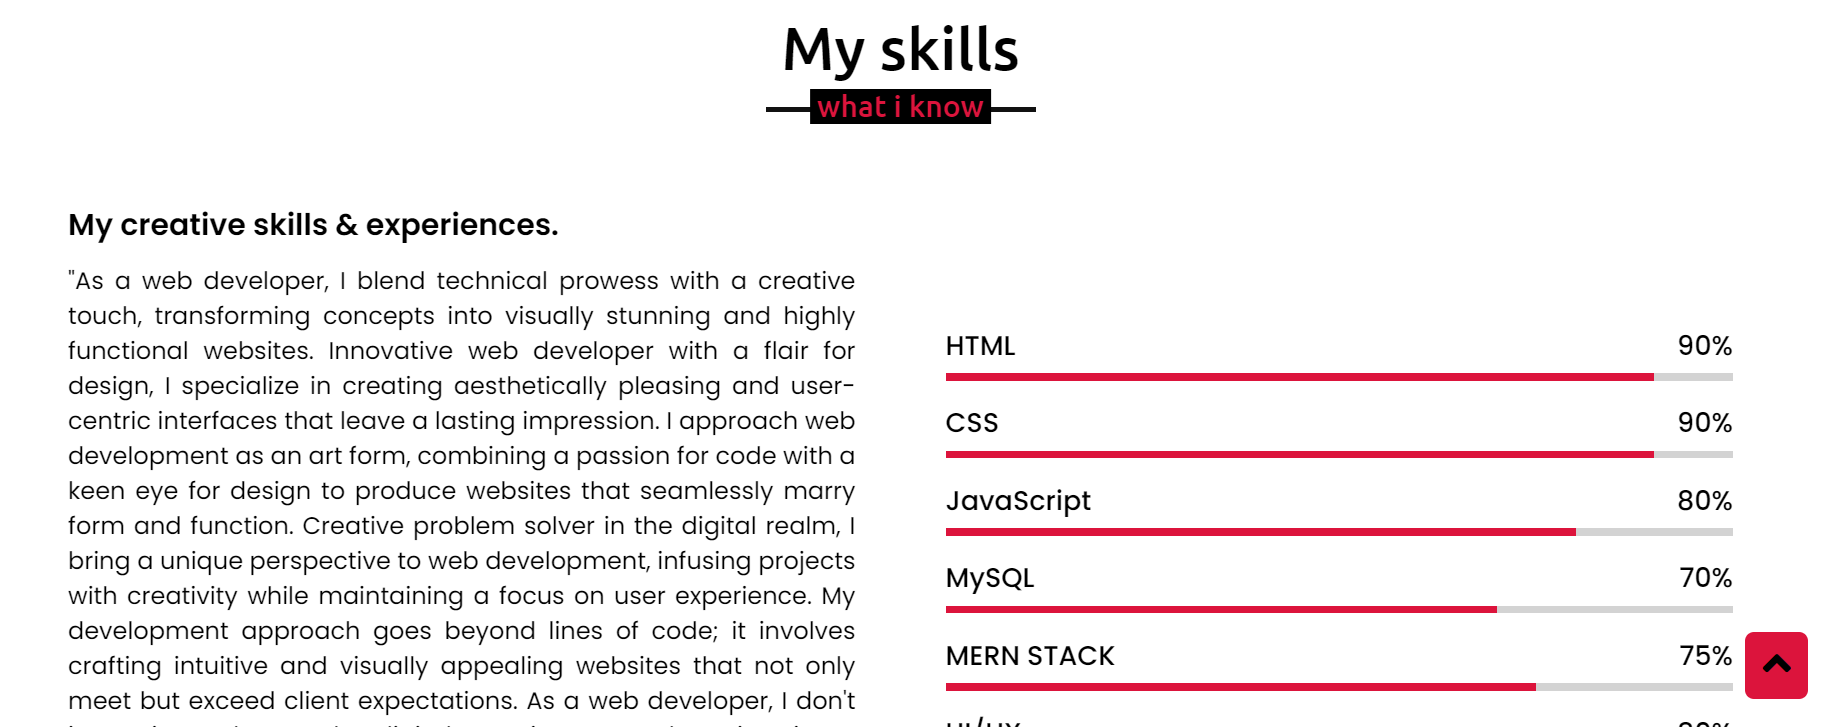 My skills
what i know
My creative skills & experiences.
"As a web developer, I blend technical prowess with a creative
touch, transforming concepts into visually stunning and highly
functional websites. Innovative web developer with a flair for
design, I specialize in creating aesthetically pleasing and user-
centric interfaces that leave a lasting impression. I approach web
development as an art form, combining a passion for code with a
keen eye for design to produce websites that seamlessly marry
form and function. Creative problem solver in the digital realm, I
bring a unique perspective to web development, infusing projects
with creativity while maintaining a focus on user experience. My
development approach goes beyond lines of code; it involves
crafting intuitive and visually appealing websites that not only
meet but exceed client expectations. As a web developer, I don't
HTML 90%
CSS 90%
JavaScript 80%
MySQL 70%
MERN STACK 75%